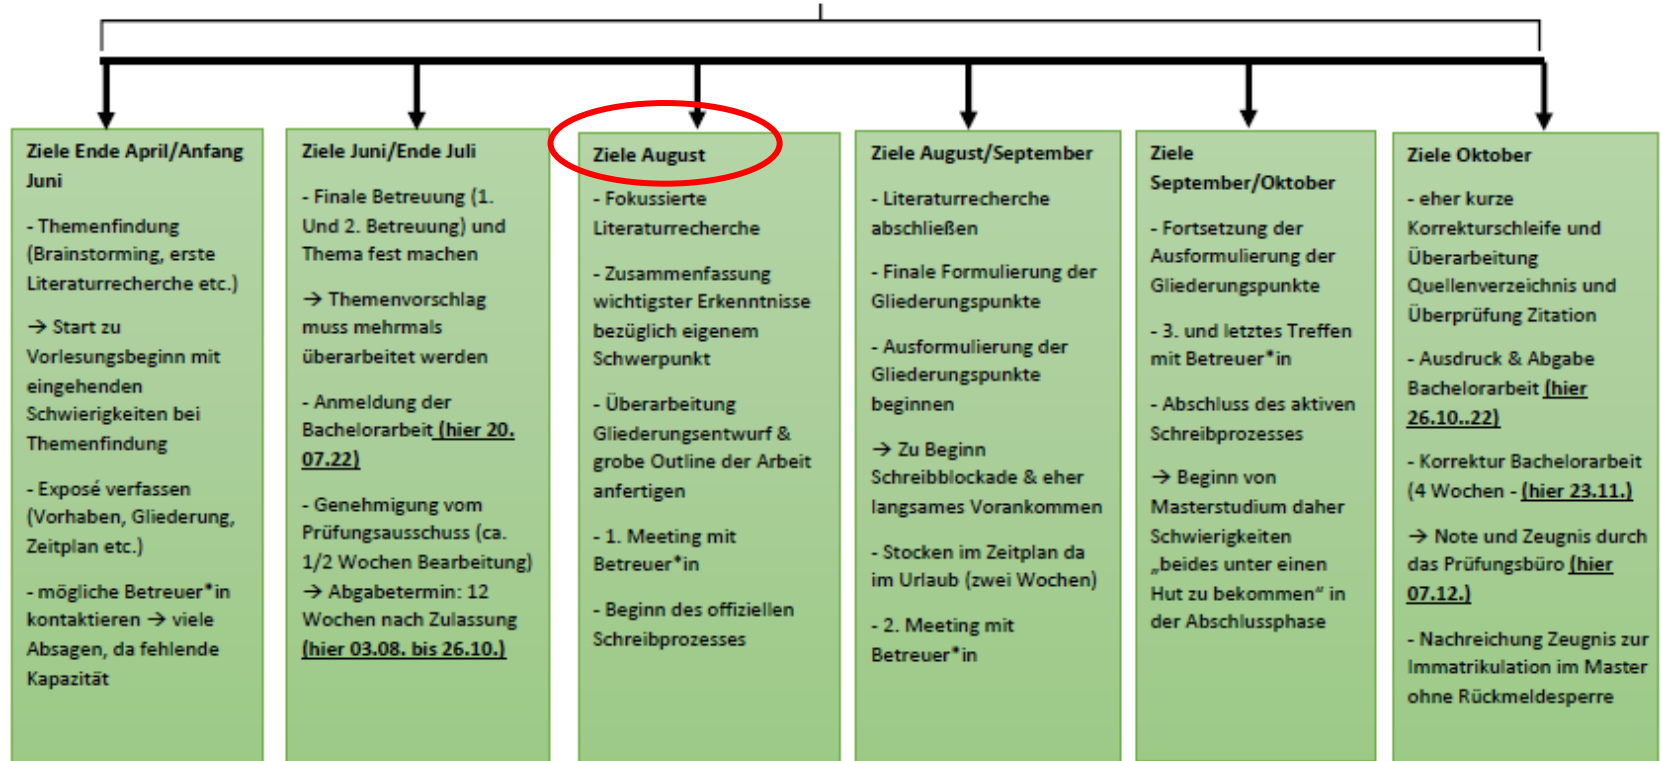 Ziele Ende April/Anfang
Juni
- Themenfindung
(Brainstorming, erste
Literaturrecherche etc.)
→ Start zu
Vorlesungsbeginn mit
eingehenden
Schwierigkeiten bei
Themenfindung
- Exposé verfassen
(Vorhaben, Gliederung,
Zeitplan etc.)
- mögliche Betreuer*in
kontaktieren → viele
Absagen, da fehlende
Kapazität
Ziele Juni/Ende Juli
- Finale Betreuung (1.
Und 2. Betreuung) und
Thema fest machen
→ Themenvorschlag
muss mehrmals
überarbeitet werden
- Anmeldung der
Bachelorarbeit (hier 20.
07.22)
- Genehmigung vom
Prüfungsausschuss (ca.
1/2 Wochen Bearbeitung)
→ Abgabetermin: 12
Wochen nach Zulassung
(hier 03.08. bis 26.10.)
Ziele August
- Fokussierte
Literaturrecherche
- Zusammenfassung
wichtigster Erkenntnisse
bezüglich eigenem
Schwerpunkt
- Überarbeitung
Gliederungsentwurf &
grobe Outline der Arbeit
anfertigen
- 1. Meeting mit
Betreuer*in
- Beginn des offiziellen
Schreibprozesses
Ziele August/September
- Literaturrecherche
abschließen
- Finale Formulierung der
Gliederungspunkte
- Ausformulierung der
Gliederungspunkte
beginnen
→ Zu Beginn
Schreibblockade & eher
langsames Vorankommen
- Stocken im Zeitplan da
im Urlaub (zwei Wochen)
- 2. Meeting mit
Betreuer*in
Ziele
September/Oktober
- Fortsetzung der
Ausformulierung der
Gliederungspunkte
- 3. und letztes Treffen
mit Betreuer*in
- Abschluss des aktiven
Schreibprozesses
→ Beginn von
Masterstudium daher
Schwierigkeiten
„beides unter einen
Hut zu bekommen“ in
der Abschlussphase
Ziele Oktober
- eher kurze
Korrekturschleife und
Überarbeitung
Quellenverzeichnis und
Überprüfung Zitation
- Ausdruck & Abgabe
Bachelorarbeit (hier
26.10..22)
- Korrektur Bachelorarbeit
(4 Wochen - (hier 23.11.)
→ Note und Zeugnis durch
das Prüfungsbüro (hier
07.12.)
- Nachreichung Zeugnis zur
Immatrikulation im Master
ohne Rückmeldesperre